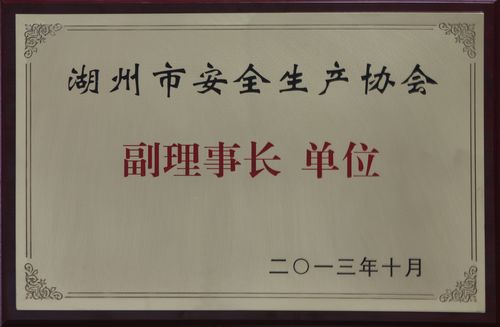 湖州市安全生产协会
副理事长 单位
二〇一三年十月